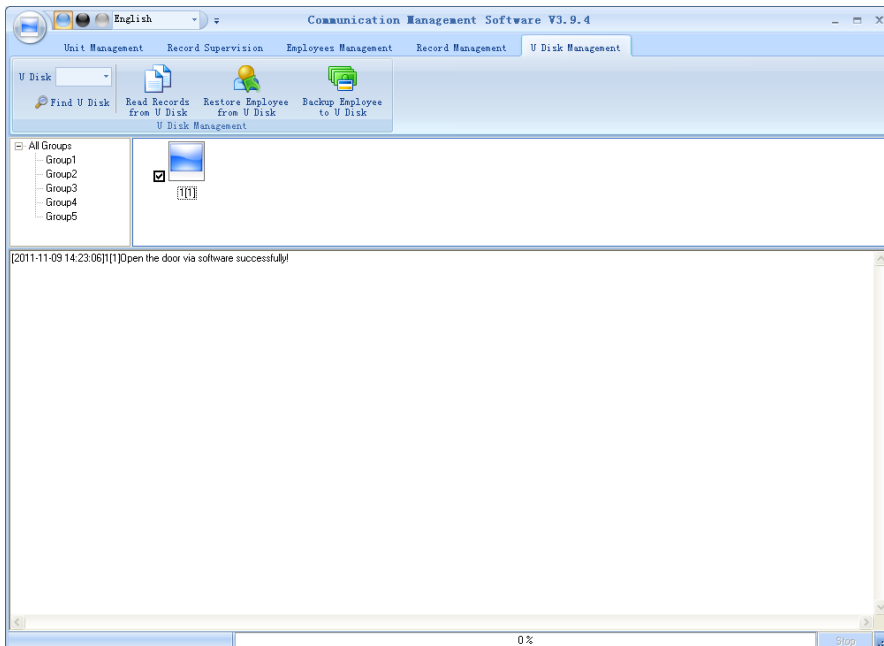 English
Communication Management Software V3.9.4
Unit Management Record Supervision Employees Management Record Management U Disk Management
U Disk
Find U Disk
Read Records from U Disk
Restore Employee from U Disk
Backup Employee to U Disk
U Disk Management
All Groups
Group1
Group2
Group3
Group4
Group5
1[1]
[2011-11-09 14:23:06]1[1]Open the door via software successfully!
0 %
Stop